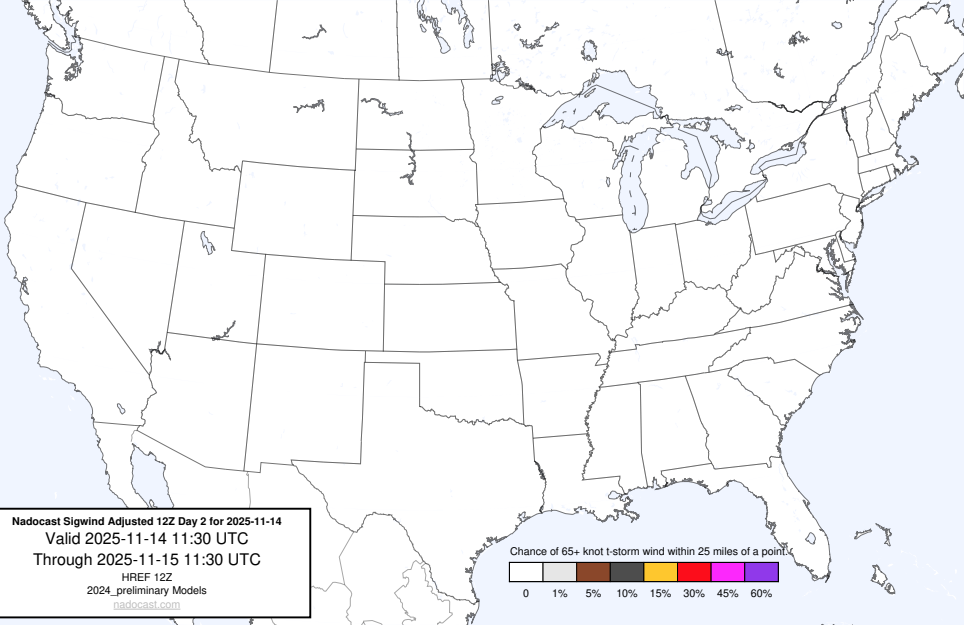 Nadocast Sigwind Adjusted 12Z Day 2 for 2025-11-14
Valid 2025-11-14 11:30 UTC
Through 2025-11-15 11:30 UTC
HREF 12Z
2024_preliminary Models
nadocast.com
Chance of 65+ knot t-storm wind within 25 miles of a point.
0 1% 5% 10% 15% 30% 45% 60%